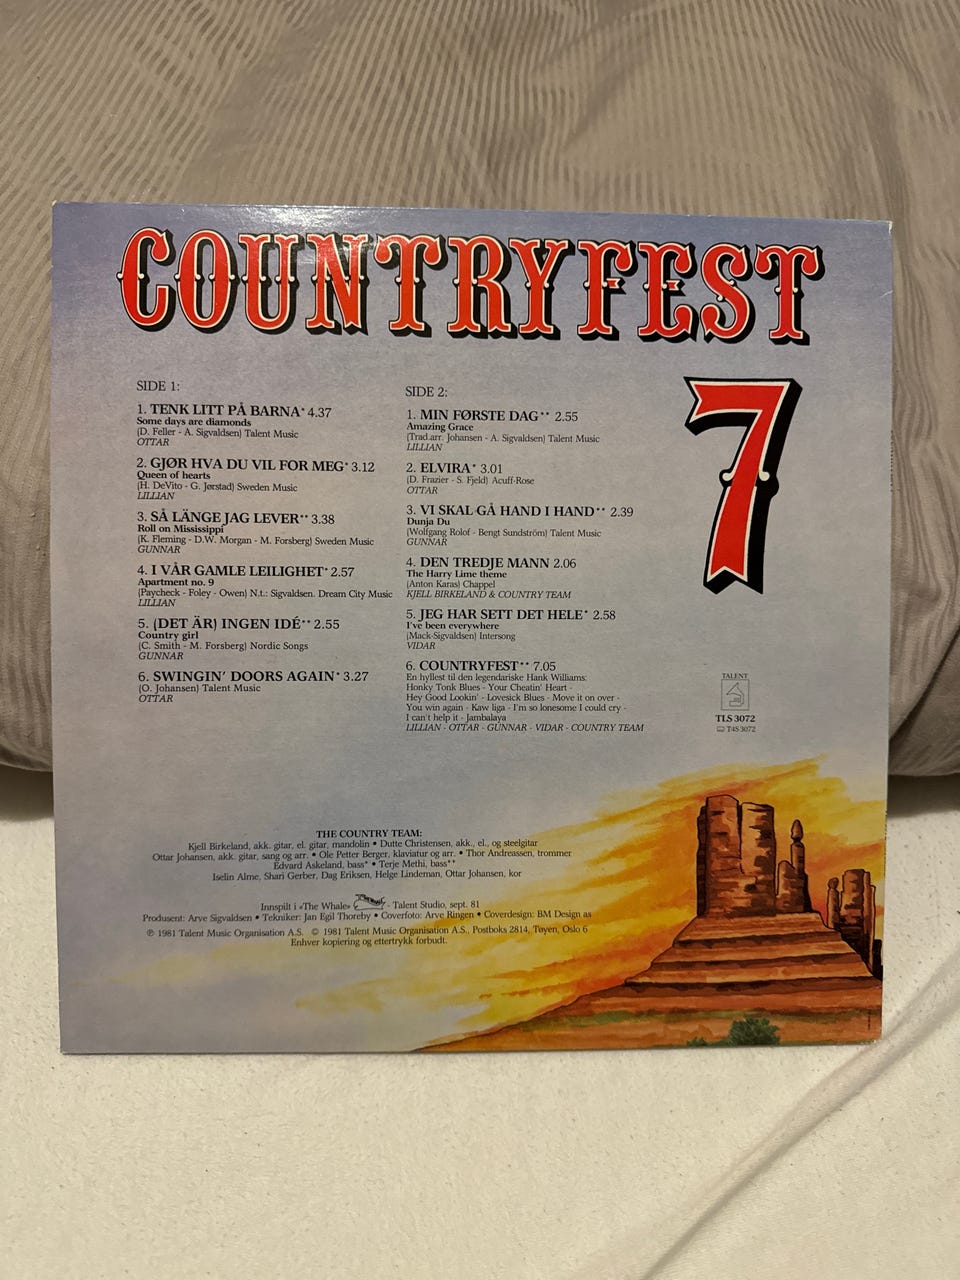 COUNTRYFEST
7
SIDE 1:
1. TENK LITT PÅ BARNA* 4.37
Some days are diamonds
(D. Feller - A. Sigvaldsen) Talent Music
OTTAR
2. GJØR HVA DU VIL FOR MEG* 3.12
Queen of hearts
(H. DeVito - G. Jørstad) Sweden Music
LILLIAN
3. SÅ LÄNGE JAG LEVER** 3.38
Roll on Mississippi
(K. Fleming - D.W. Morgan - M. Forsberg) Sweden Music
GUNNAR
4. I VÅR GAMLE LEILIGHET* 2.57
Apartment no. 9
(Paycheck - Foley - Owen) N.t.: Sigvaldsen. Dream City Music
LILLIAN
5. (DET ÄR) INGEN IDÉ** 2.55
Country girl
(C. Smith - M. Forsberg) Nordic Songs
GUNNAR
6. SWINGIN' DOORS AGAIN* 3.27
(O. Johansen) Talent Music
OTTAR
SIDE 2:
1. MIN FØRSTE DAG** 2.55
Amazing Grace
(Trad.arr. Johansen - A. Sigvaldsen) Talent Music
LILLIAN
2. ELVIRA* 3.01
(D. Frazier - S. Fjeld) Acuff-Rose
OTTAR
3. VI SKAL GÅ HAND I HAND** 2.39
Dunja Du
(Wolfgang Rolof - Bengt Sundström) Talent Music
GUNNAR
4. DEN TREDJE MANN 2.06
The Harry Lime theme
(Anton Karas) Chappel
KJELL BIRKELAND & COUNTRY TEAM
5. JEG HAR SETT DET HELE* 2.58
I've been everywhere
(Mack-Sigvaldsen) Intersong
VIDAR
6. COUNTRYFEST** 7.05
En hyllest til den legendariske Hank Williams:
Honky Tonk Blues - Your Cheatin' Heart -
Hey Good Lookin' - Lovesick Blues - Move it on over -
You win again - Kaw liga - I'm so lonesome I could cry -
I can't help it - Jambalaya
LILLIAN - OTTAR - GUNNAR - VIDAR - COUNTRY TEAM
TALENT
TLS 3072
T4S 3072
THE COUNTRY TEAM:
Kjell Birkeland, akk. gitar, el. gitar, mandolin • Dutte Christensen, akk., el., og steelgitar
Ottar Johansen, akk. gitar, sang og arr. • Ole Petter Berger, klaviatur og arr. • Thor Andreassen, trommer
Edvard Askeland, bass* • Terje Methi, bass**
Iselin Alme, Shari Gerber, Dag Eriksen, Helge Lindeman, Ottar Johansen, kor
Innspilt i «The Whale» - Talent Studio, sept. 81
Produsent: Arve Sigvaldsen • Tekniker: Jan Egil Thoreby • Coverfoto: Arve Ringen • Coverdesign: BM Design as
℗ 1981 Talent Music Organisation A.S. © 1981 Talent Music Organisation A.S., Postboks 2814, Tøyen, Oslo 6
Enhver kopiering og ettertrykk forbudt.